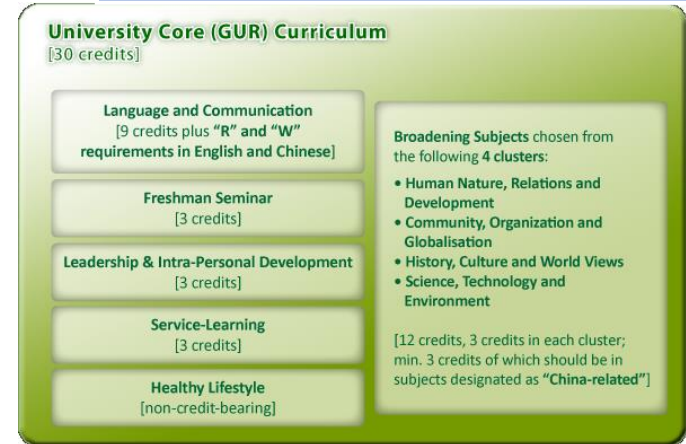 University Core (GUR) Curriculum
[30 credits]
Language and Communication
[9 credits plus “R” and “W”
requirements in English and Chinese]
Freshman Seminar
[3 credits]
Leadership & Intra-Personal Development
[3 credits]
Service-Learning
[3 credits]
Healthy Lifestyle
[non-credit-bearing]
Broadening Subjects chosen from
the following 4 clusters:
• Human Nature, Relations and
Development
• Community, Organization and
Globalisation
• History, Culture and World Views
• Science, Technology and
Environment
[12 credits, 3 credits in each cluster;
min. 3 credits of which should be in
subjects designated as “China-related”]